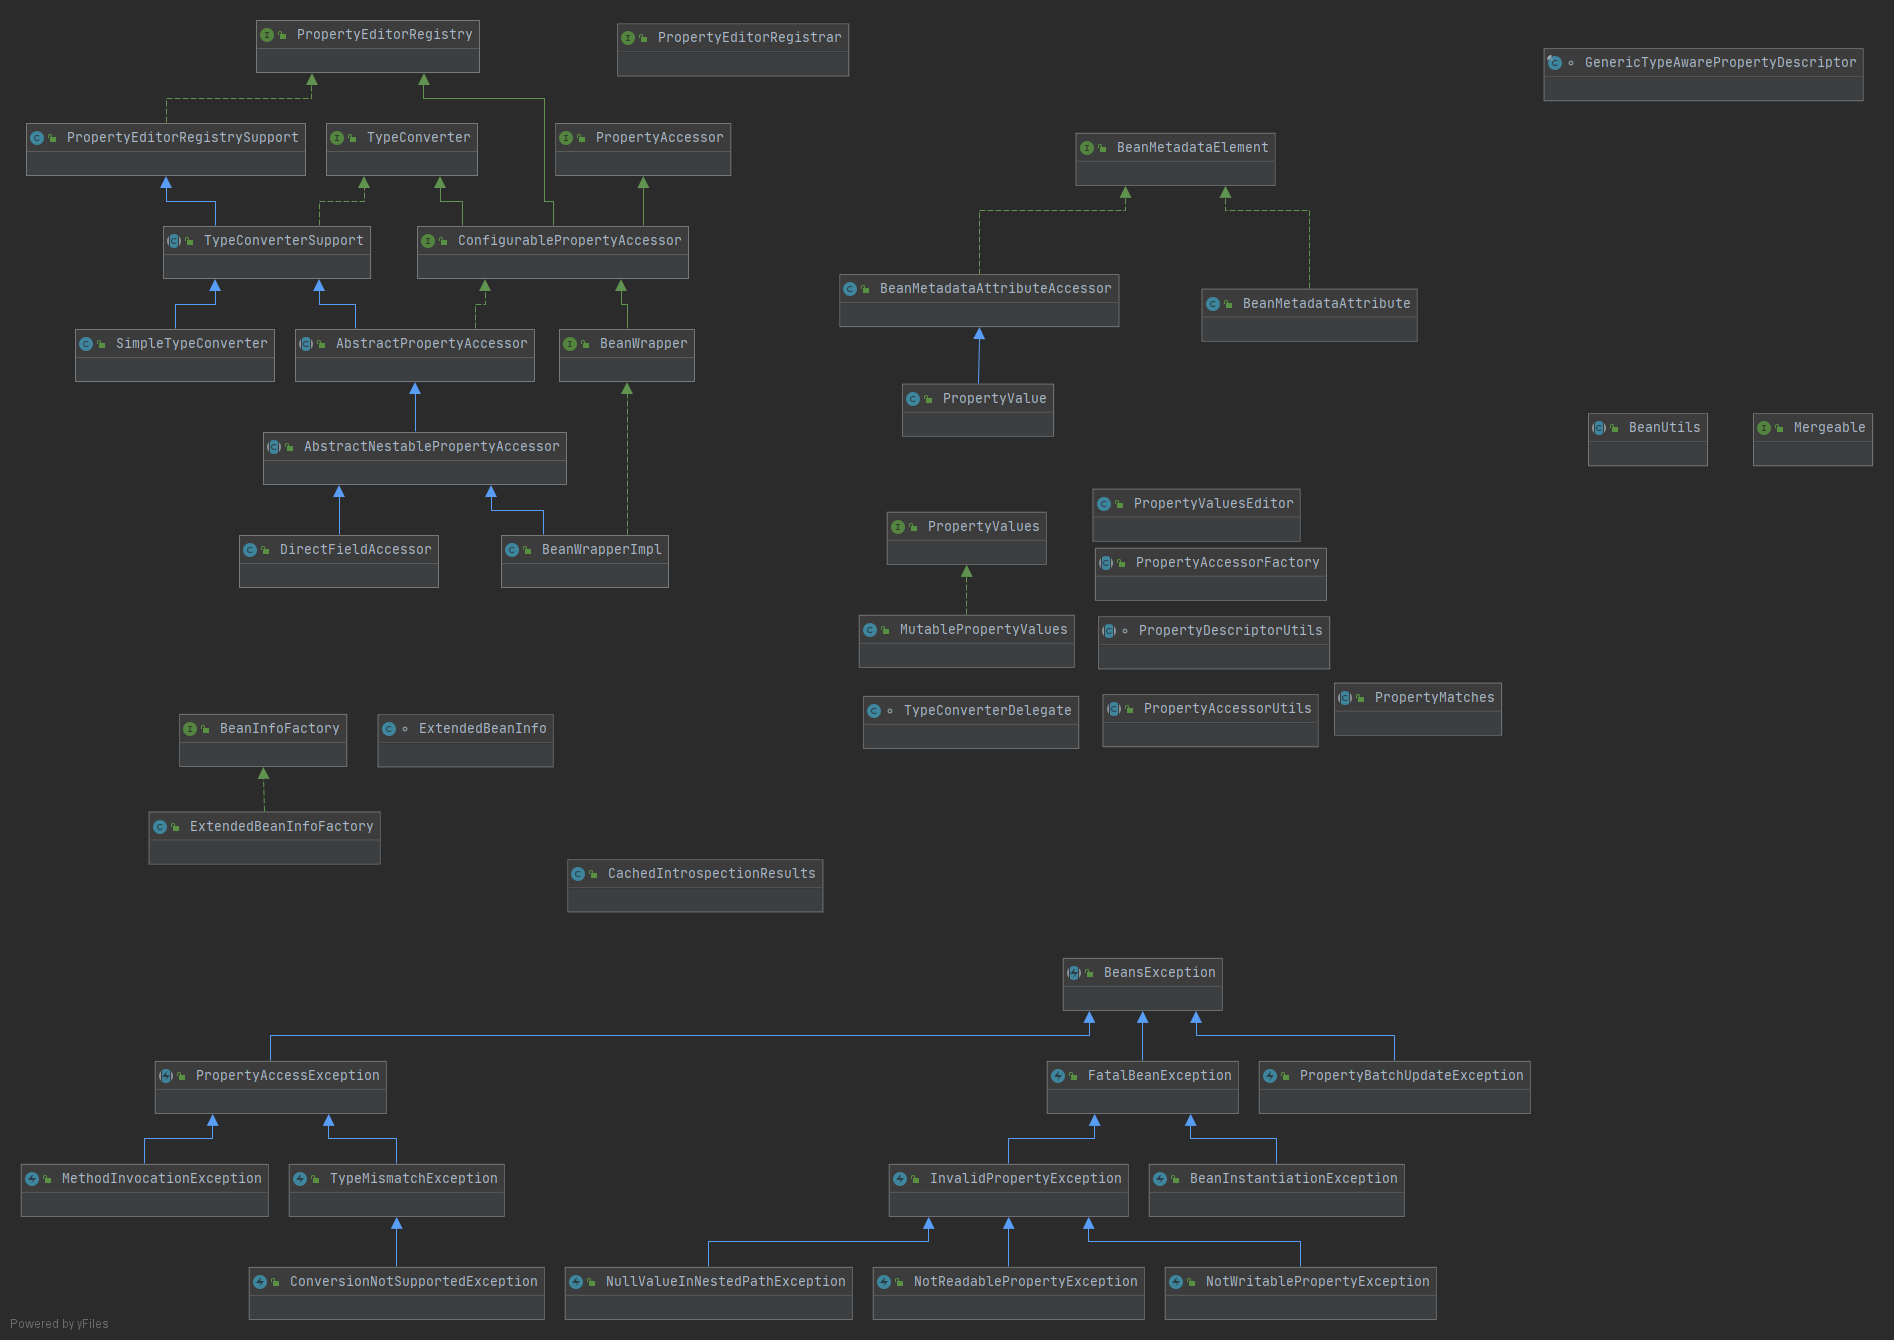 PropertyEditorRegistry
PropertyEditorRegistrar
GenericTypeAwarePropertyDescriptor
PropertyEditorRegistrySupport
TypeConverter
PropertyAccessor
BeanMetadataElement
TypeConverterSupport
ConfigurablePropertyAccessor
BeanMetadataAttributeAccessor
BeanMetadataAttribute
SimpleTypeConverter
AbstractPropertyAccessor
BeanWrapper
PropertyValue
BeanUtils
Mergeable
AbstractNestablePropertyAccessor
PropertyValuesEditor
PropertyValues
DirectFieldAccessor
BeanWrapperImpl
PropertyAccessorFactory
MutablePropertyValues
PropertyDescriptorUtils
PropertyMatches
TypeConverterDelegate
PropertyAccessorUtils
BeanInfoFactory
ExtendedBeanInfo
ExtendedBeanInfoFactory
CachedIntrospectionResults
BeansException
PropertyAccessException
FatalBeanException
PropertyBatchUpdateException
MethodInvocationException
TypeMismatchException
InvalidPropertyException
BeanInstantiationException
ConversionNotSupportedException
NullValueInNestedPathException
NotReadablePropertyException
NotWritablePropertyException
Powered by yFiles